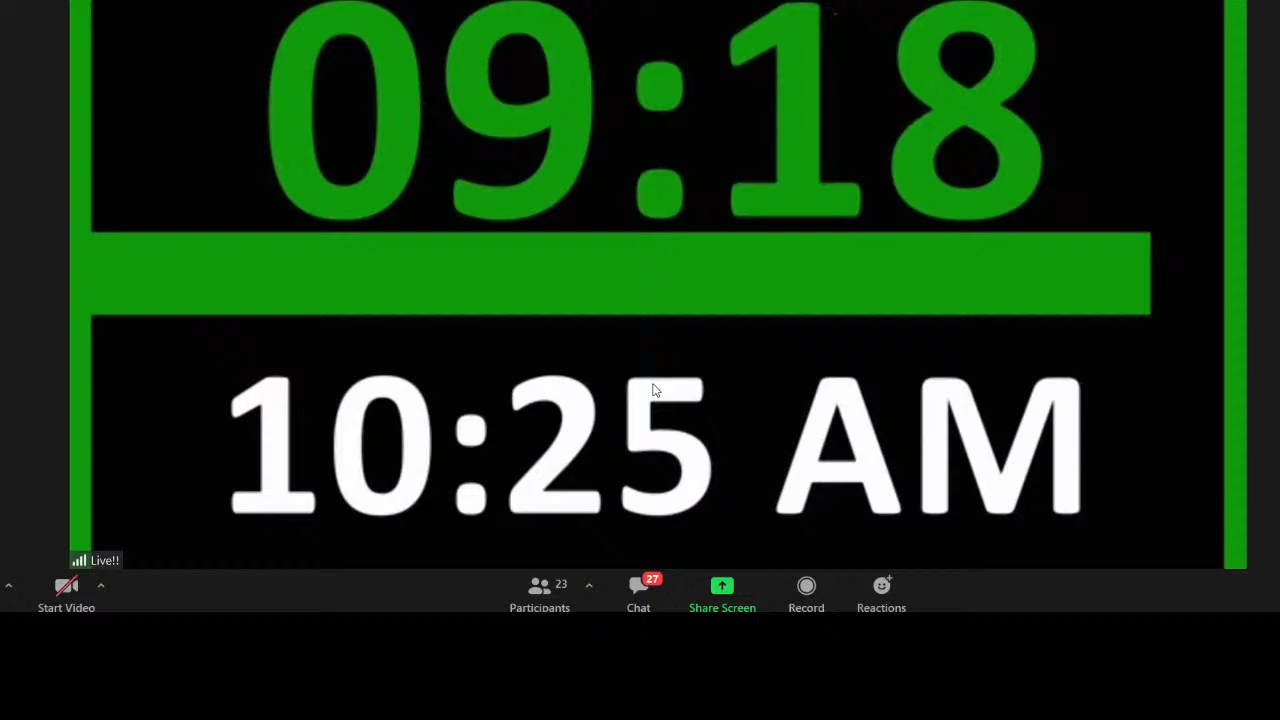 09:18
10:25 AM
Live!!
23
27
Start Video
Participants
Chat
Share Screen
Record
Reactions